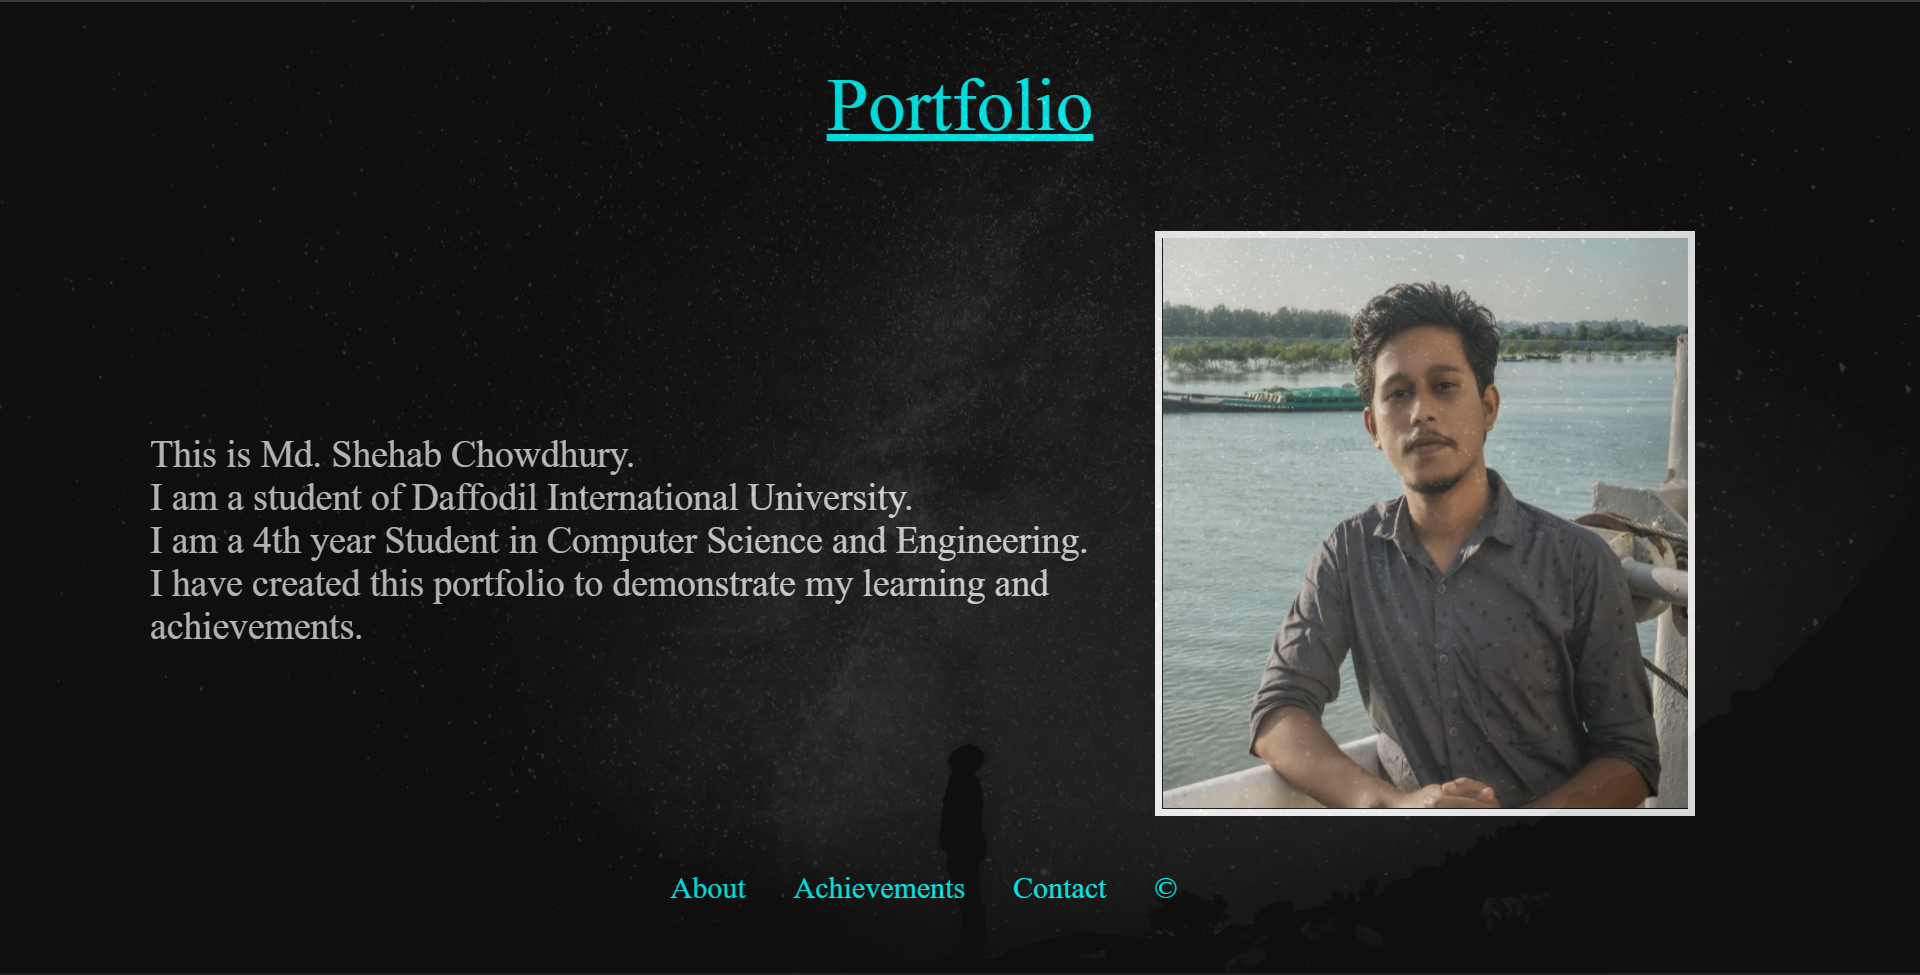 Portfolio
This is Md. Shehab Chowdhury.
I am a student of Daffodil International University.
I am a 4th year Student in Computer Science and Engineering.
I have created this portfolio to demonstrate my learning and
achievements.
About Achievements Contact ©